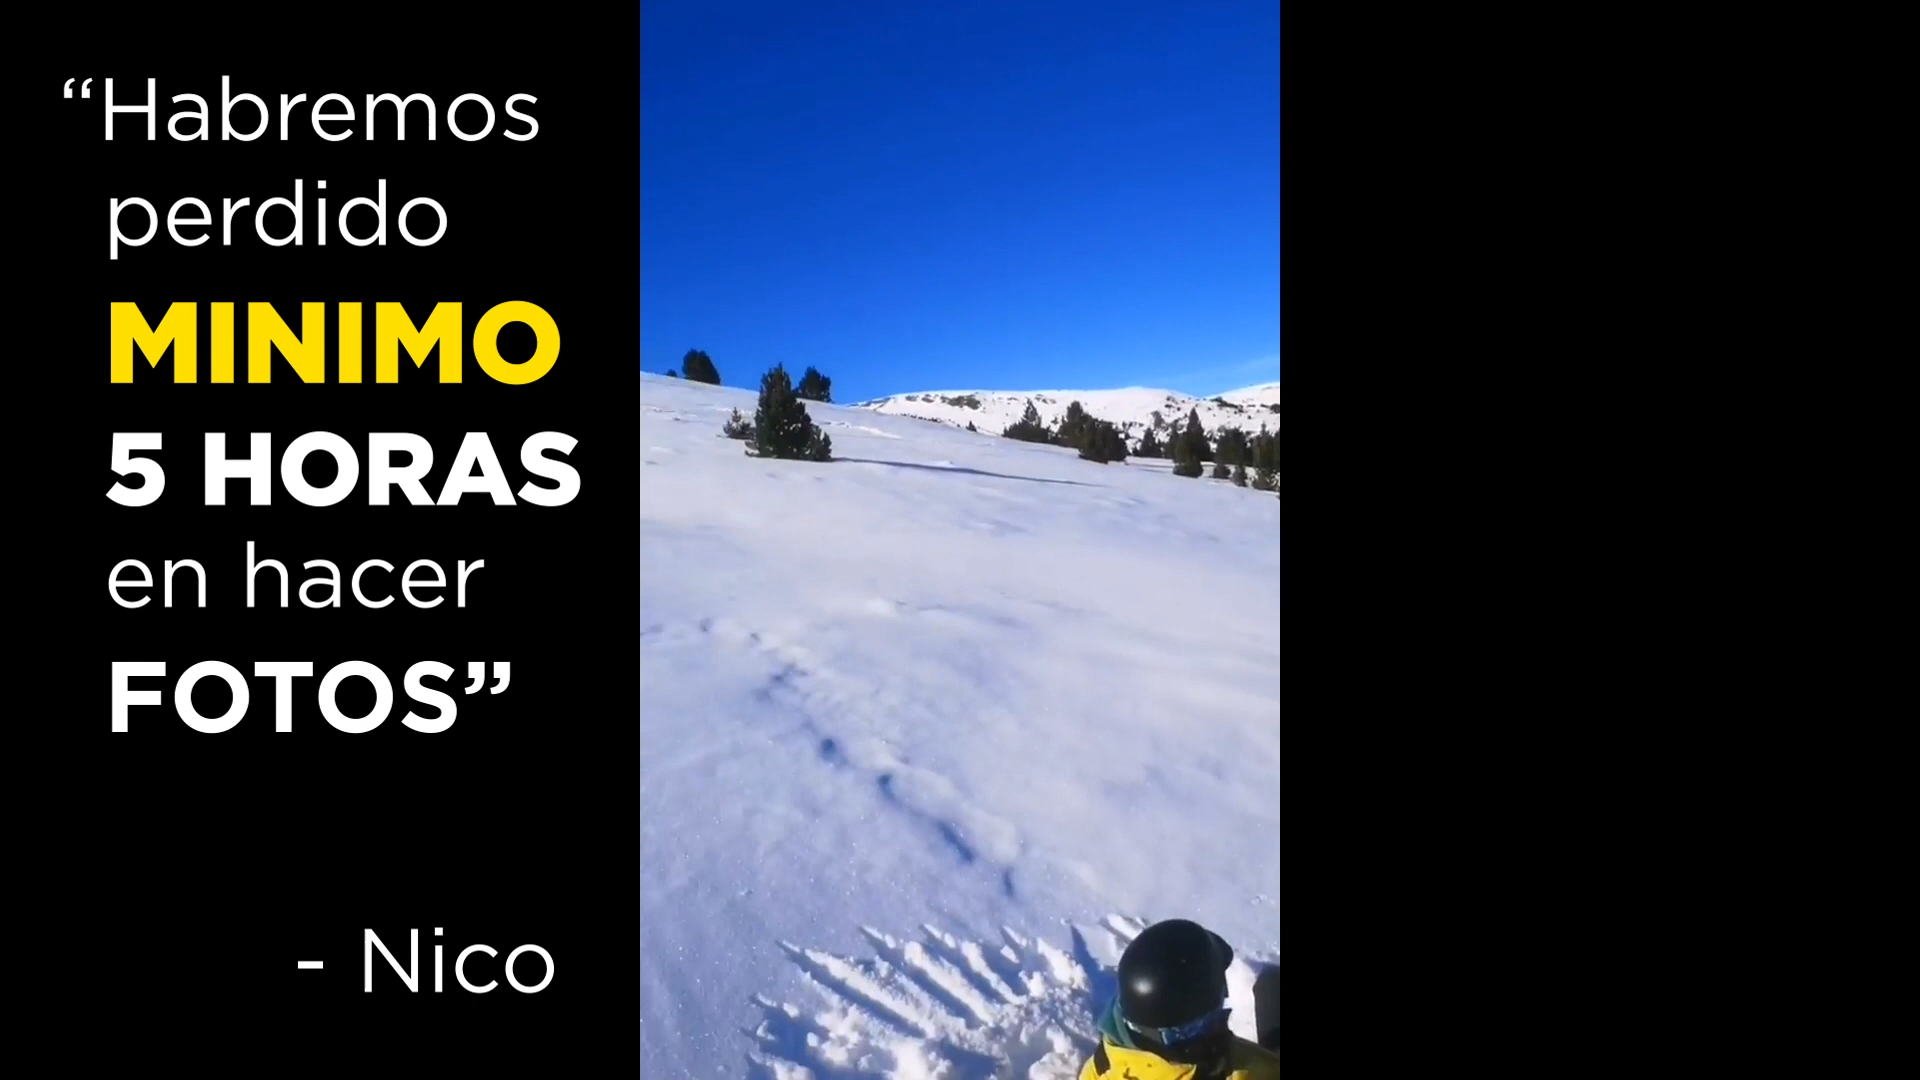 “Habremos
perdido
MINIMO
5 HORAS
en hacer
FOTOS”
- Nico